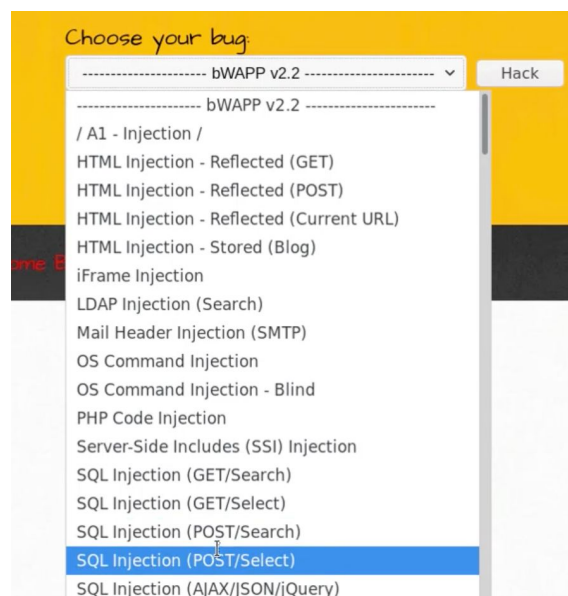 Choose your bug:
---------------------- bWAPP v2.2 ----------------------- Hack
---------------------- bWAPP v2.2 -----------------------
/ A1 - Injection /
HTML Injection - Reflected (GET)
HTML Injection - Reflected (POST)
HTML Injection - Reflected (Current URL)
HTML Injection - Stored (Blog)
iFrame Injection
LDAP Injection (Search)
Mail Header Injection (SMTP)
OS Command Injection
OS Command Injection - Blind
PHP Code Injection
Server-Side Includes (SSI) Injection
SQL Injection (GET/Search)
SQL Injection (GET/Select)
SQL Injection (POST/Search)
SQL Injection (POST/Select)
SQL Injection (AJAX/JSON/jQuery)